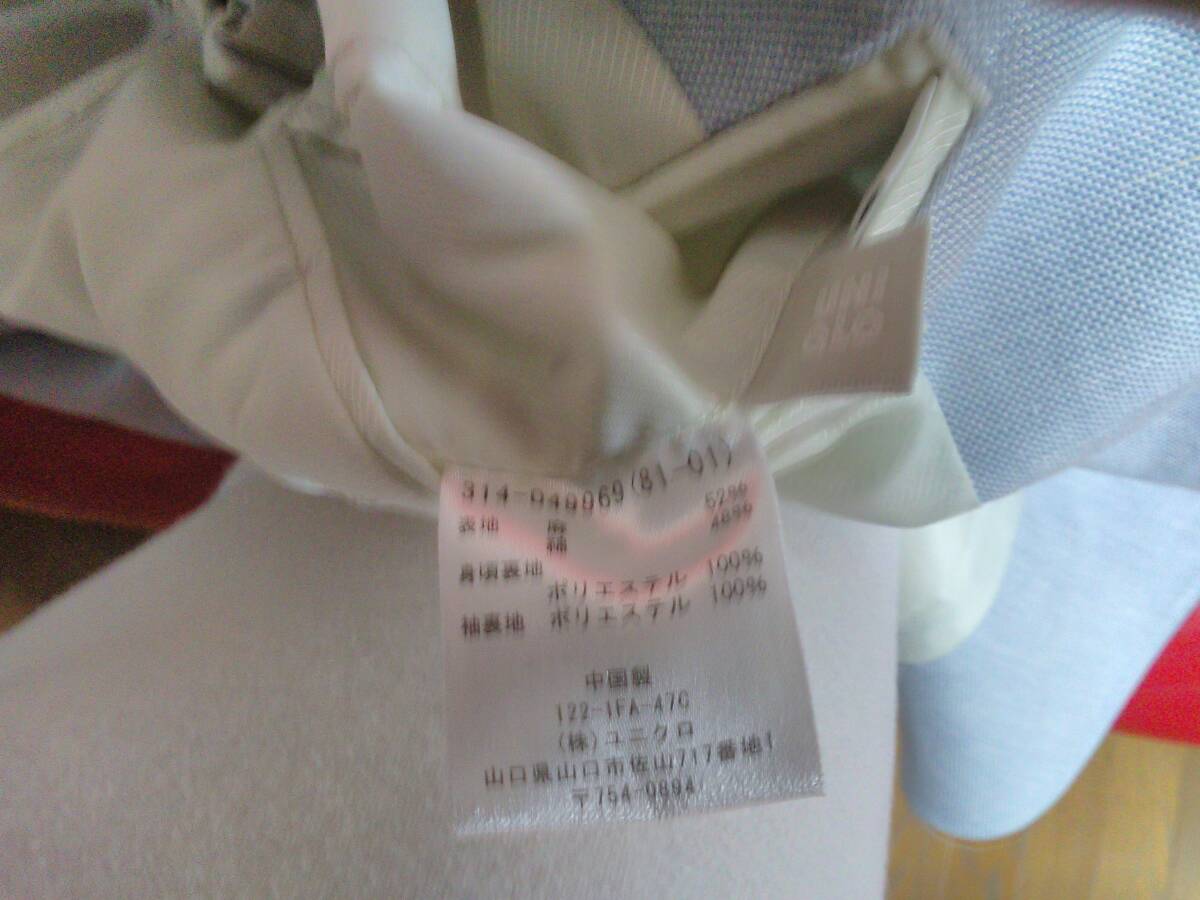 UNI
QLO
314-049069(81-01)
表地 麻 52%
綿 48%
身頃裏地
ポリエステル 100%
袖裏地 ポリエステル 100%
中国製
122-1FA-47C
(株)ユニクロ
山口県山口市佐山717番地1
〒754-0894